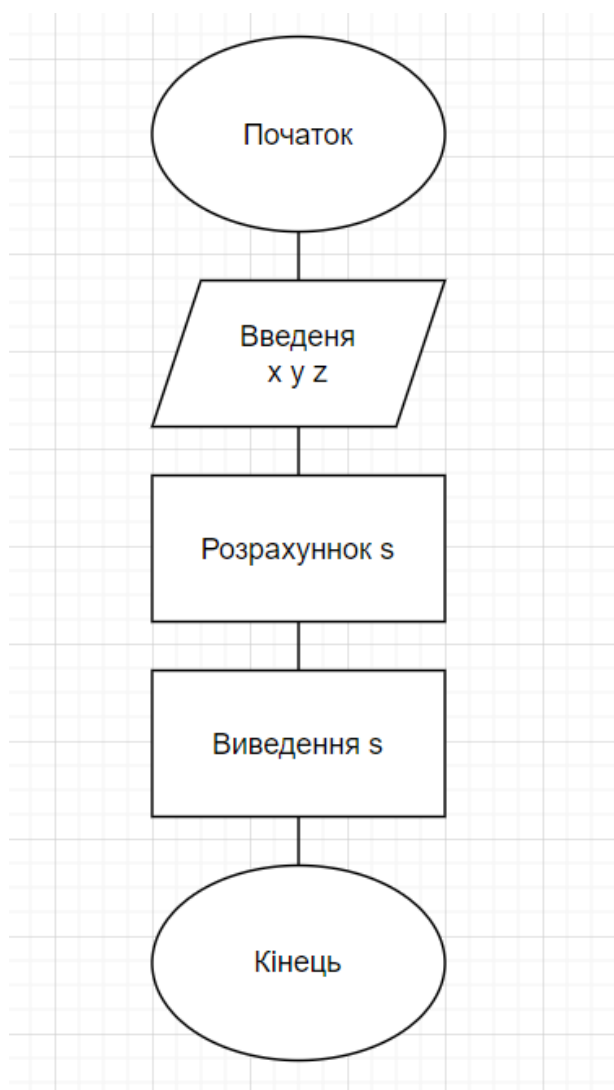 Початок
Введеня
x y z
Розрахуннок s
Виведення s
Кінець